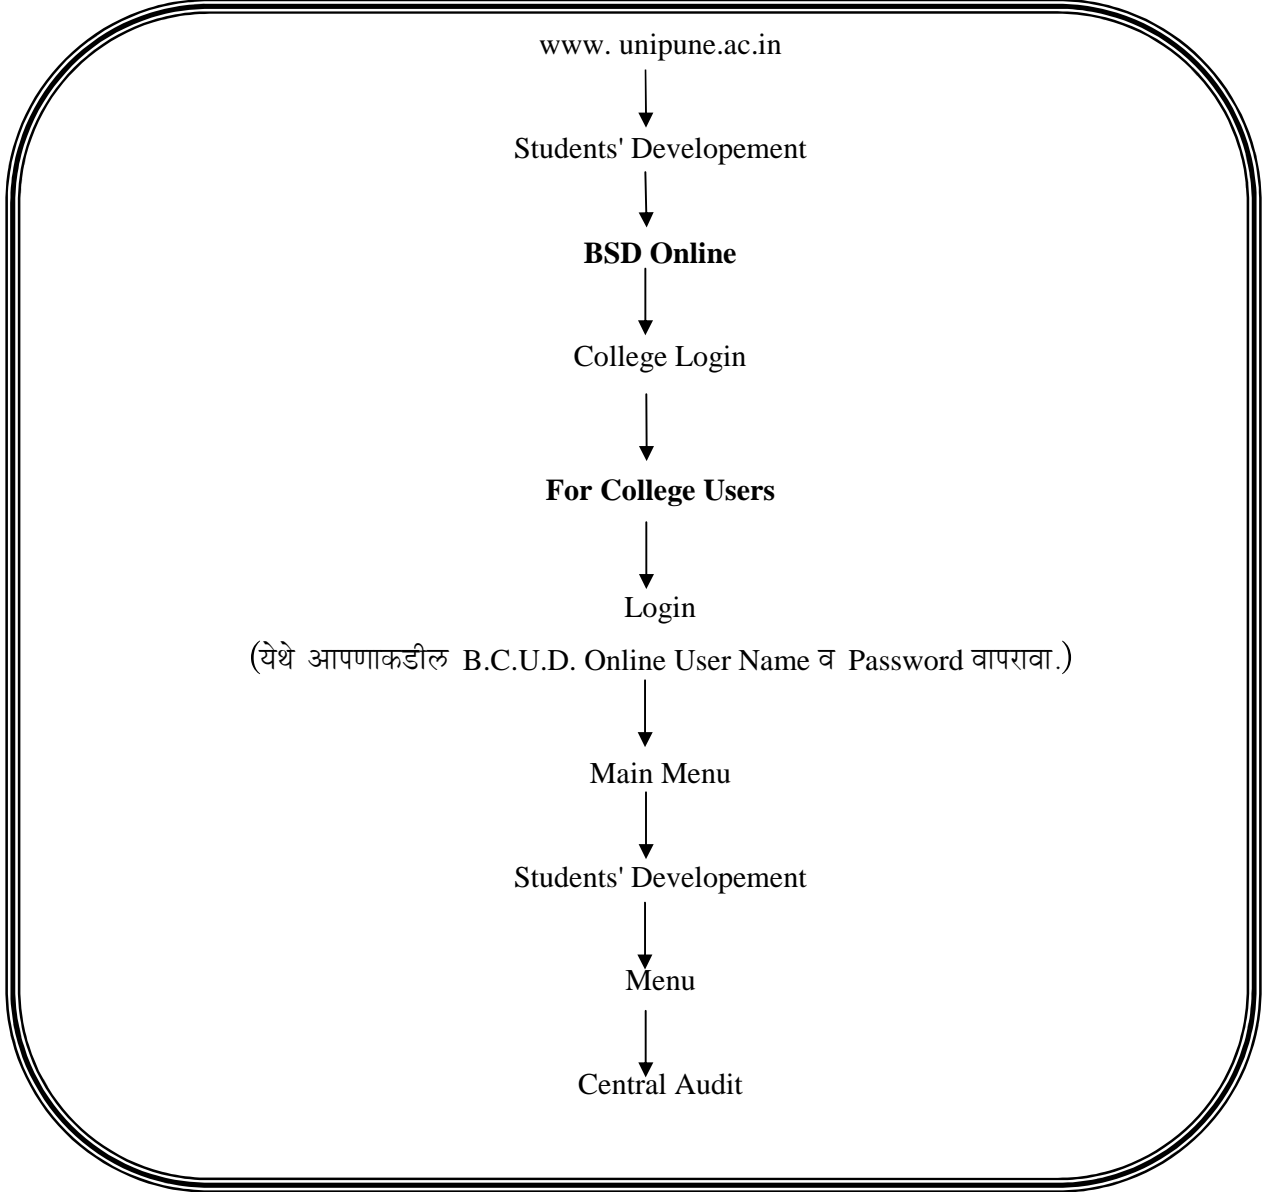 www. unipune.ac.in
Students' Developement
BSD Online
College Login
For College Users
Login
(येथे आपणाकडील B.C.U.D. Online User Name व Password वापरावा.)
Main Menu
Students' Developement
Menu
Central Audit